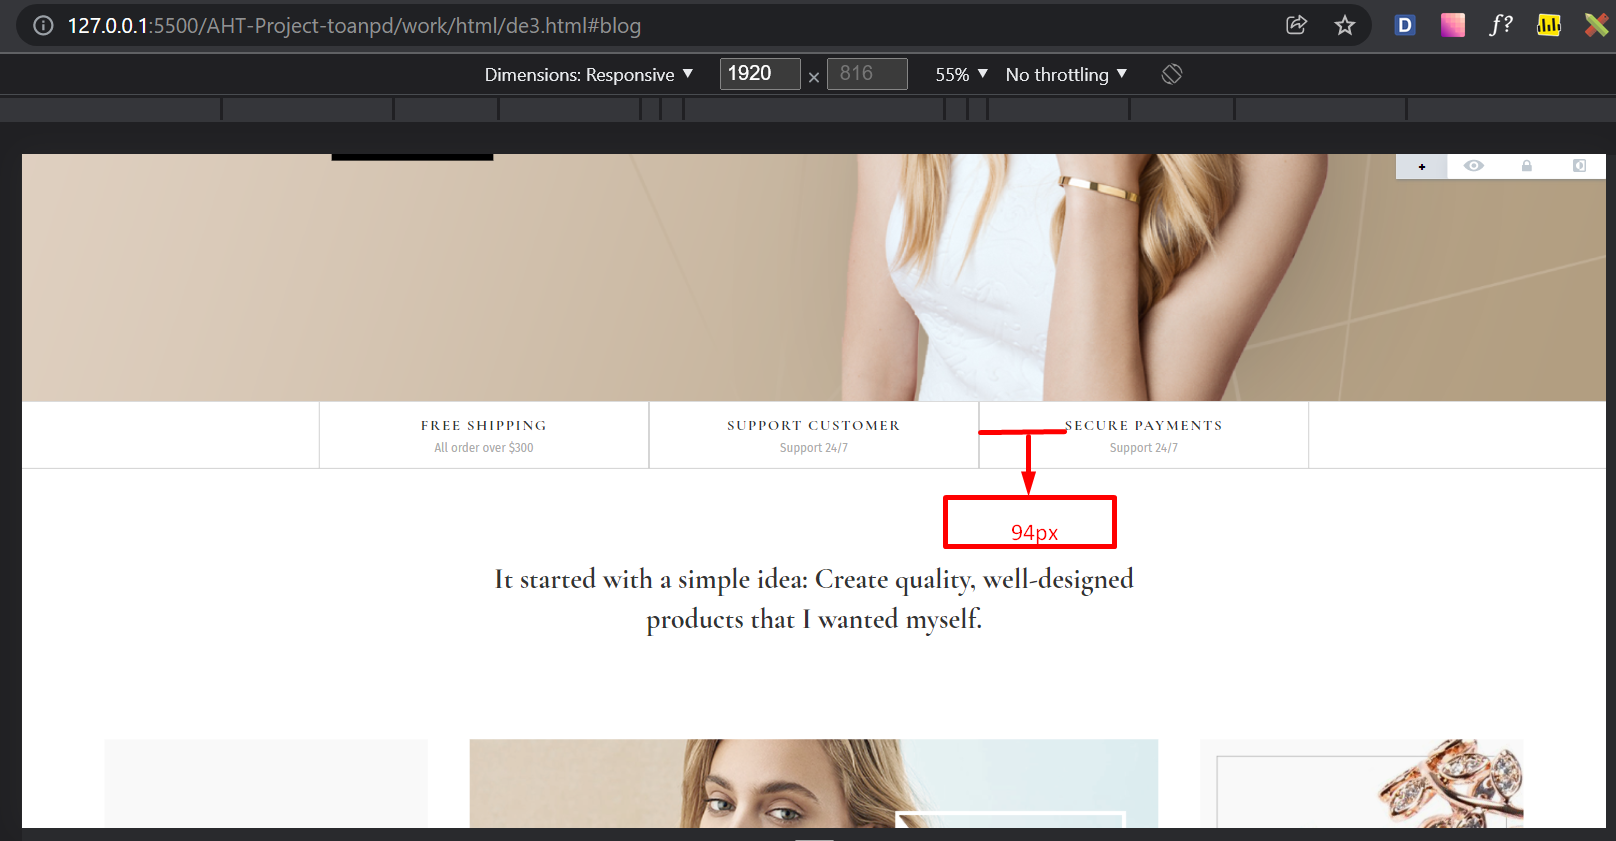 127.0.0.1:5500/AHT-Project-toanpd/work/html/de3.html#blog
D f?
Dimensions: Responsive ▼ 1920 × 816 55% ▼ No throttling ▼
+
FREE SHIPPING
All order over $300
SUPPORT CUSTOMER
Support 24/7
SECURE PAYMENTS
Support 24/7
94px
It started with a simple idea: Create quality, well-designed
products that I wanted myself.